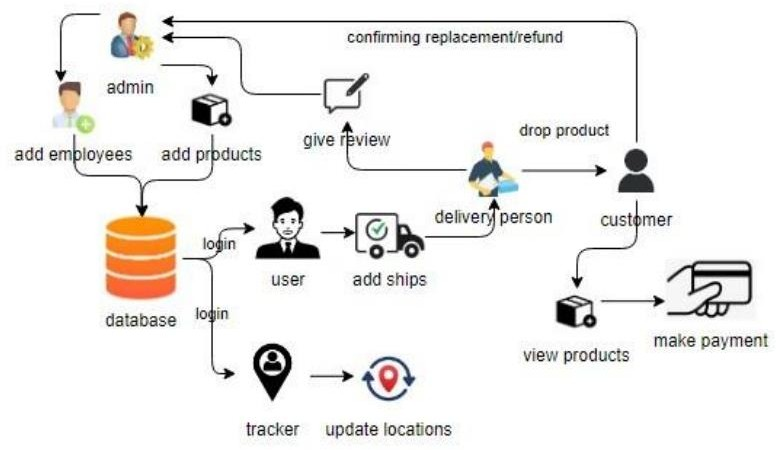 confirming replacement/refund
admin
add employees
add products
give review
drop product
delivery person
customer
login
user
add ships
database
login
view products
make payment
tracker
update locations